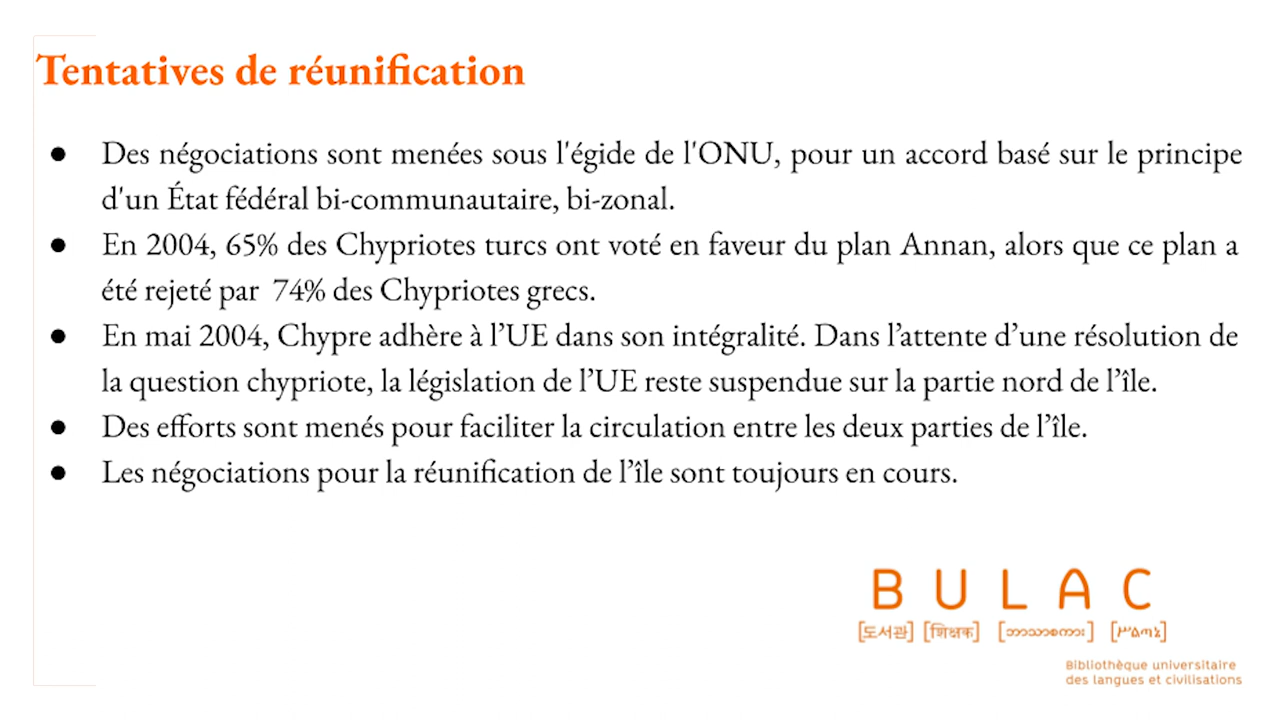 Tentatives de réunification
● Des négociations sont menées sous l'égide de l'ONU, pour un accord basé sur le principe
d'un État fédéral bi-communautaire, bi-zonal.
● En 2004, 65% des Chypriotes turcs ont voté en faveur du plan Annan, alors que ce plan a
été rejeté par 74% des Chypriotes grecs.
● En mai 2004, Chypre adhère à l’UE dans son intégralité. Dans l’attente d’une résolution de
la question chypriote, la législation de l’UE reste suspendue sur la partie nord de l’île.
● Des efforts sont menés pour faciliter la circulation entre les deux parties de l’île.
● Les négociations pour la réunification de l’île sont toujours en cours.
BULAC
[도서관] [शिक्षक] [ဘာသာစကား]
Bibliothèque universitaire
des langues et civilisations